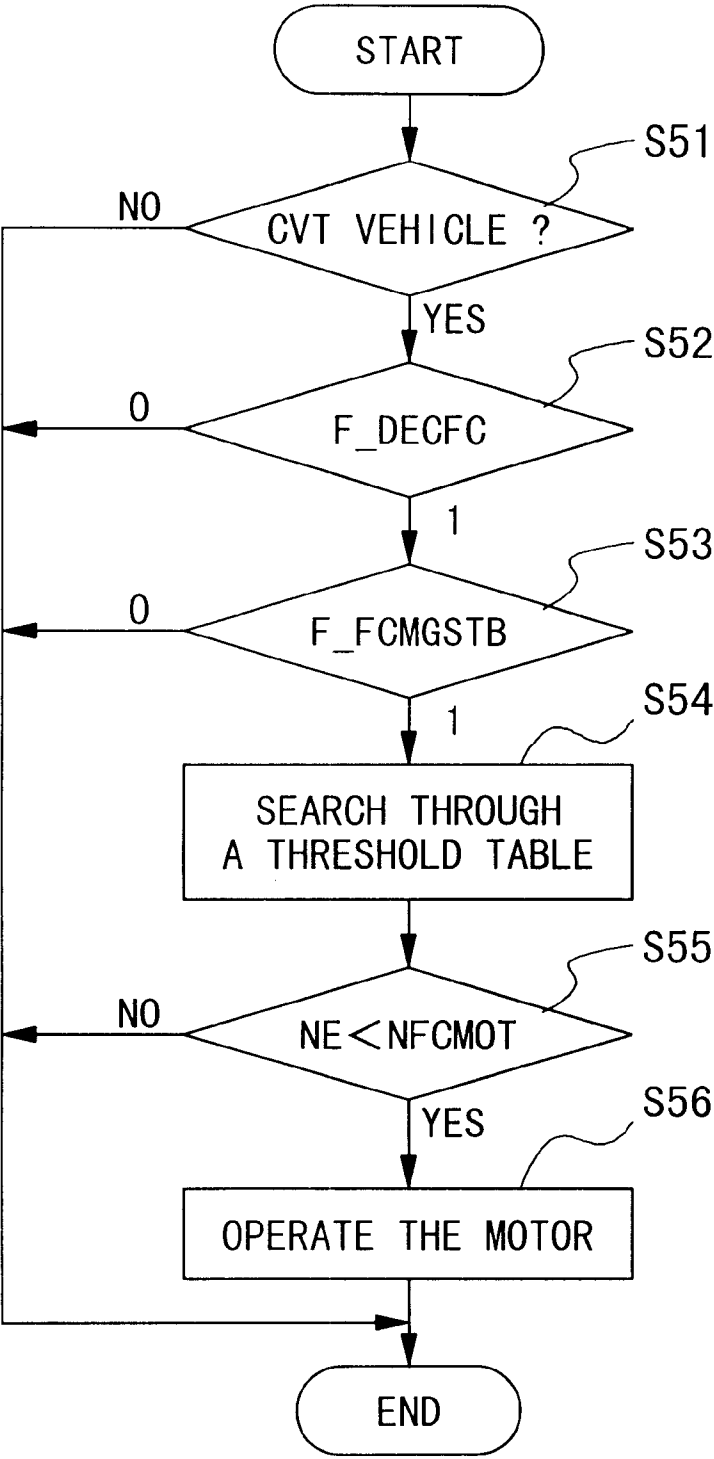 START
S51
NO
CVT VEHICLE ?
YES
S52
0
F_DECFC
1
S53
0
F_FCMGSTB
1
S54
SEARCH THROUGH
A THRESHOLD TABLE
S55
NO
NE<NFCMOT
YES
S56
OPERATE THE MOTOR
END